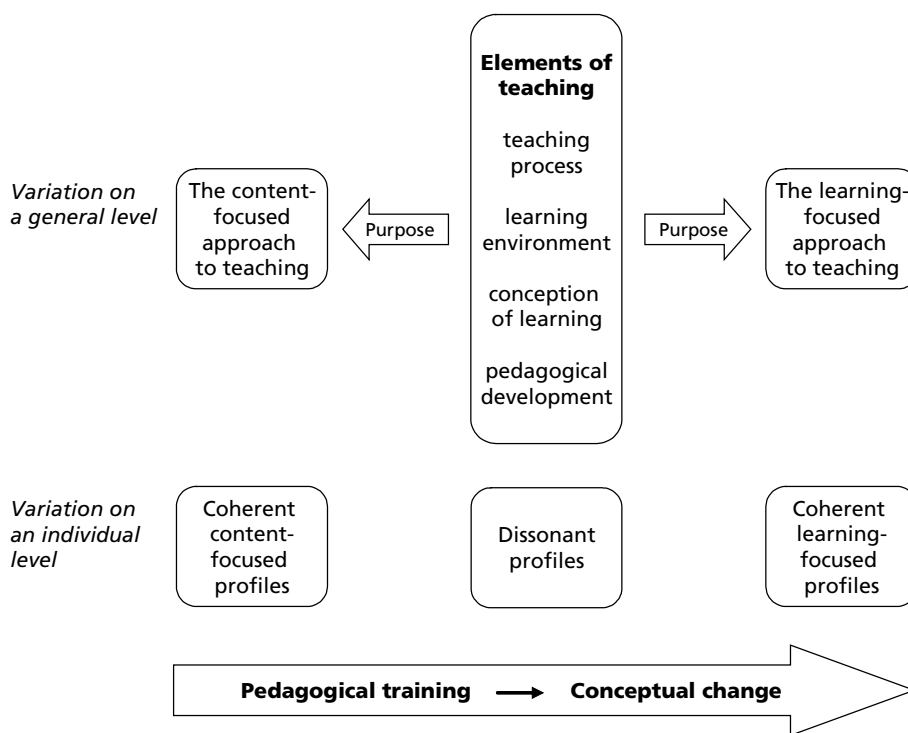 Elements of
teaching
teaching
process
learning
environment
conception
of learning
pedagogical
development
Variation on
a general level
The content-
focused
approach
to teaching
Purpose
Purpose
The learning-
focused
approach
to teaching
Variation on
an individual
level
Coherent
content-
focused
profiles
Dissonant
profiles
Coherent
learning-
focused
profiles
Pedagogical training → Conceptual change